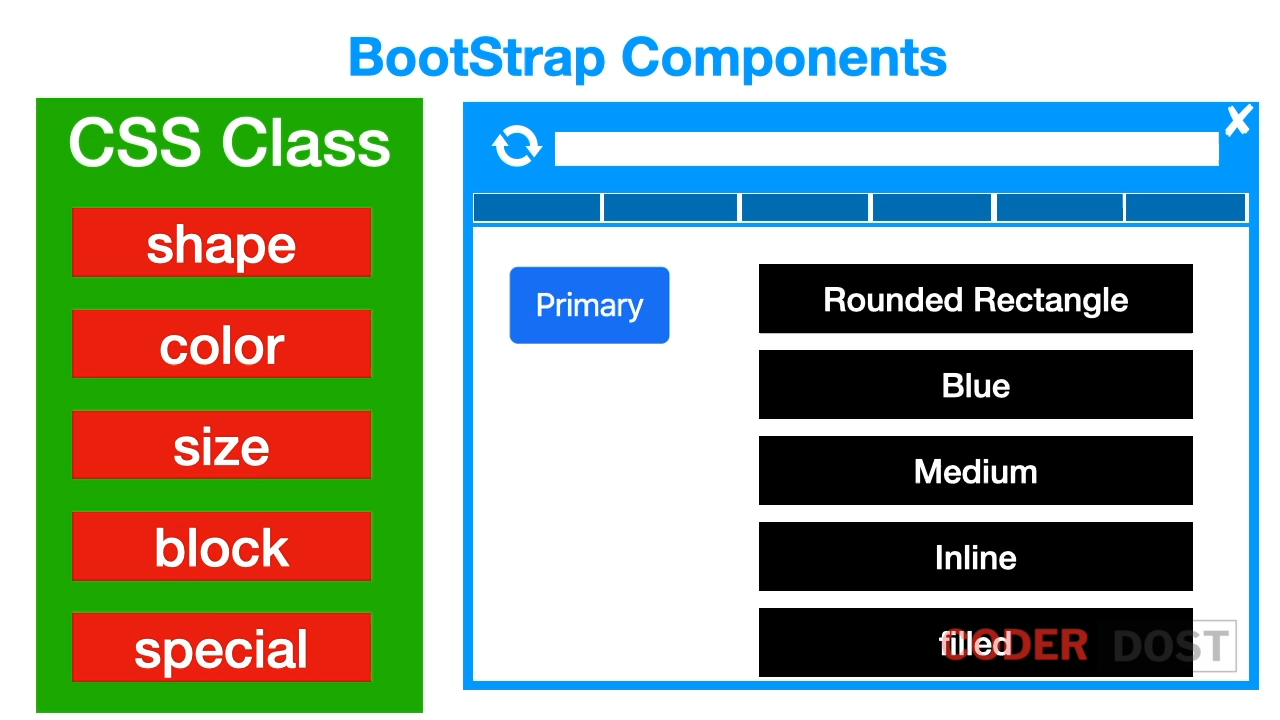 BootStrap Components
CSS Class
shape
color
size
block
special
Primary
Rounded Rectangle
Blue
Medium
Inline
filled
CODER DOST